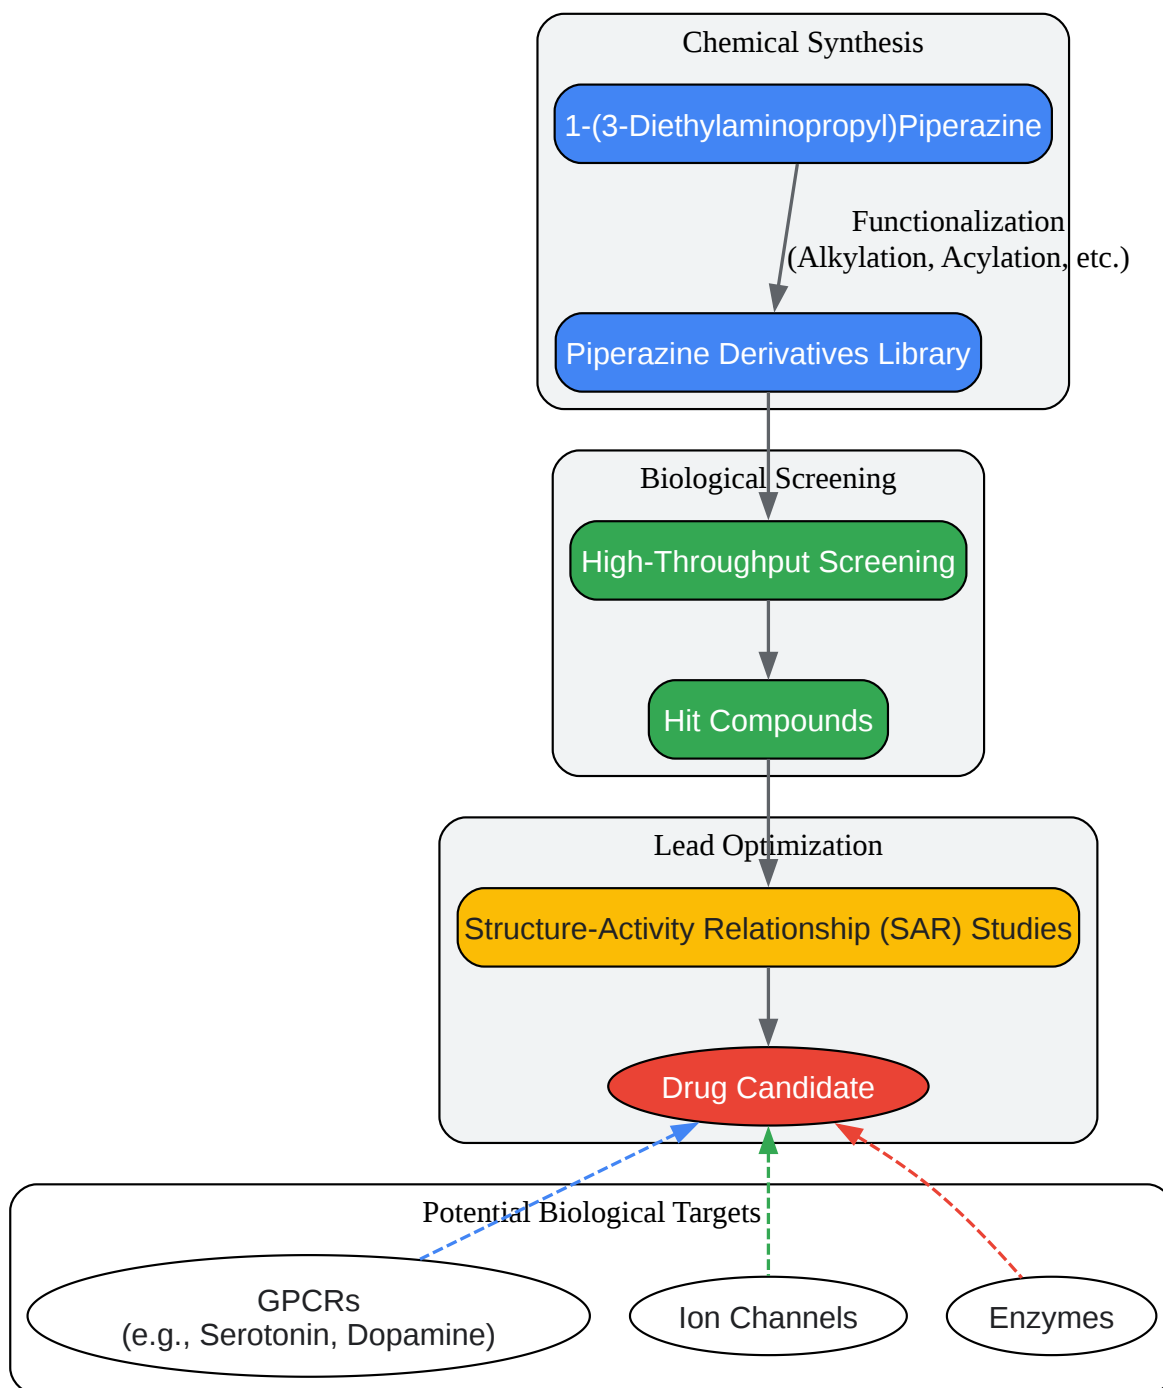 Chemical Synthesis
1-(3-Diethylaminopropyl)Piperazine
Functionalization
(Alkylation, Acylation, etc.)
Piperazine Derivatives Library
Biological Screening
High-Throughput Screening
Hit Compounds
Lead Optimization
Structure-Activity Relationship (SAR) Studies
Drug Candidate
Potential Biological Targets
GPCRs
(e.g., Serotonin, Dopamine)
Ion Channels
Enzymes